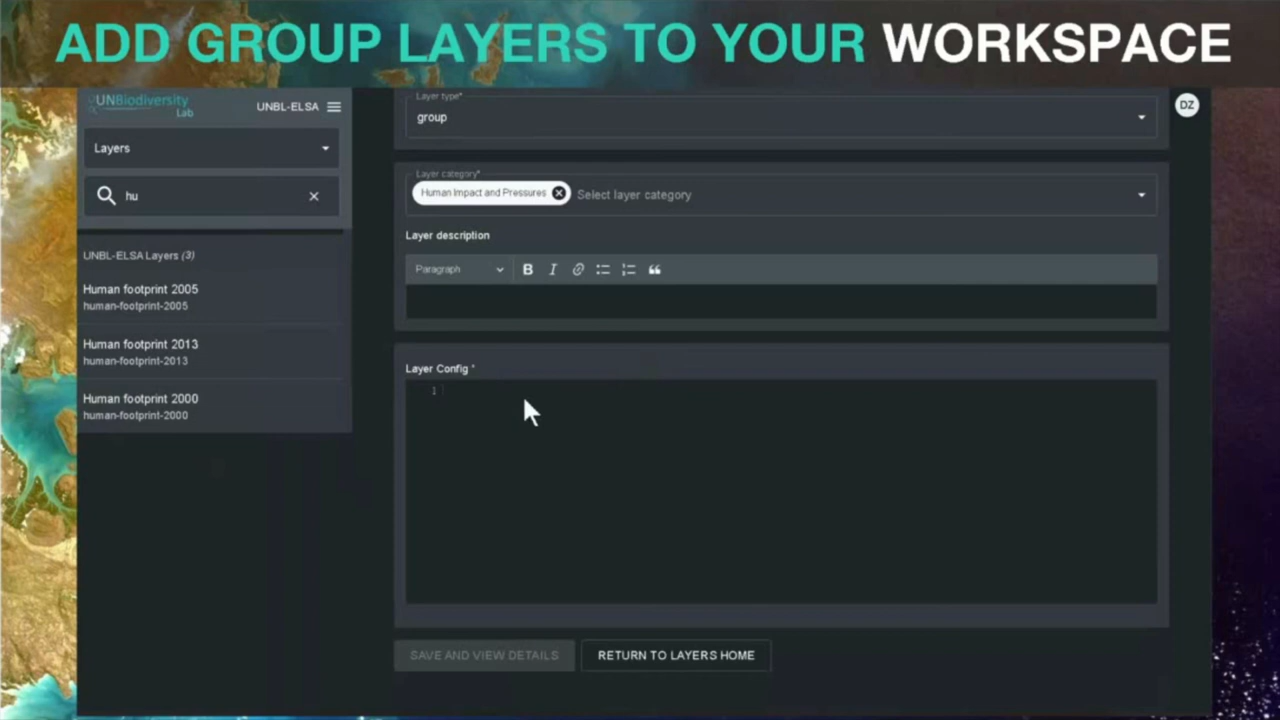 ADD GROUP LAYERS TO YOUR WORKSPACE
UNBiodiversity
Lab
UNBL-ELSA
Layers
hu
UNBL-ELSA Layers (3)
Human footprint 2005
human-footprint-2005
Human footprint 2013
human-footprint-2013
Human footprint 2000
human-footprint-2000
Layer type*
group
DZ
Layer category*
Human Impact and Pressures
Select layer category
Layer description
Paragraph
B I
Layer Config *
1
SAVE AND VIEW DETAILS
RETURN TO LAYERS HOME